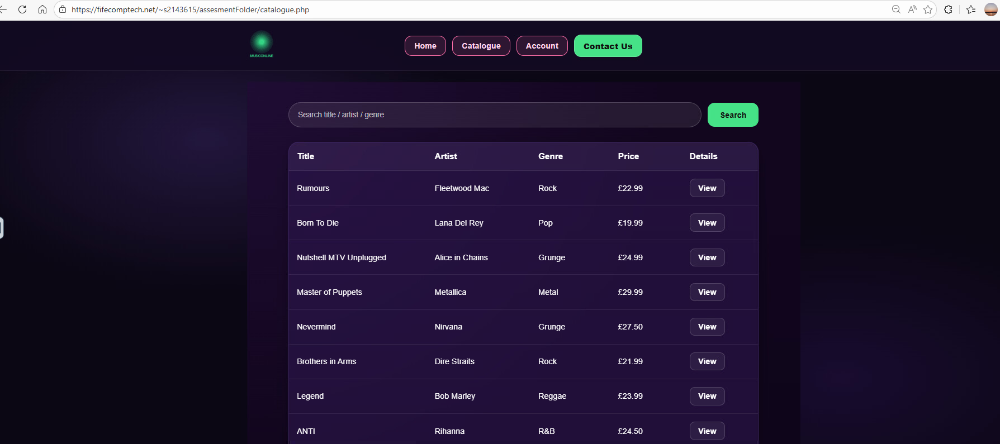 https://fifecomptech.net/~s2143615/assesmentFolder/catalogue.php
MUSICONLINE
Home Catalogue Account Contact Us
Search title / artist / genre Search
Title Artist Genre Price Details
Rumours Fleetwood Mac Rock £22.99 View
Born To Die Lana Del Rey Pop £19.99 View
Nutshell MTV Unplugged Alice in Chains Grunge £24.99 View
Master of Puppets Metallica Metal £29.99 View
Nevermind Nirvana Grunge £27.50 View
Brothers in Arms Dire Straits Rock £21.99 View
Legend Bob Marley Reggae £23.99 View
ANTI Rihanna R&B £24.50 View